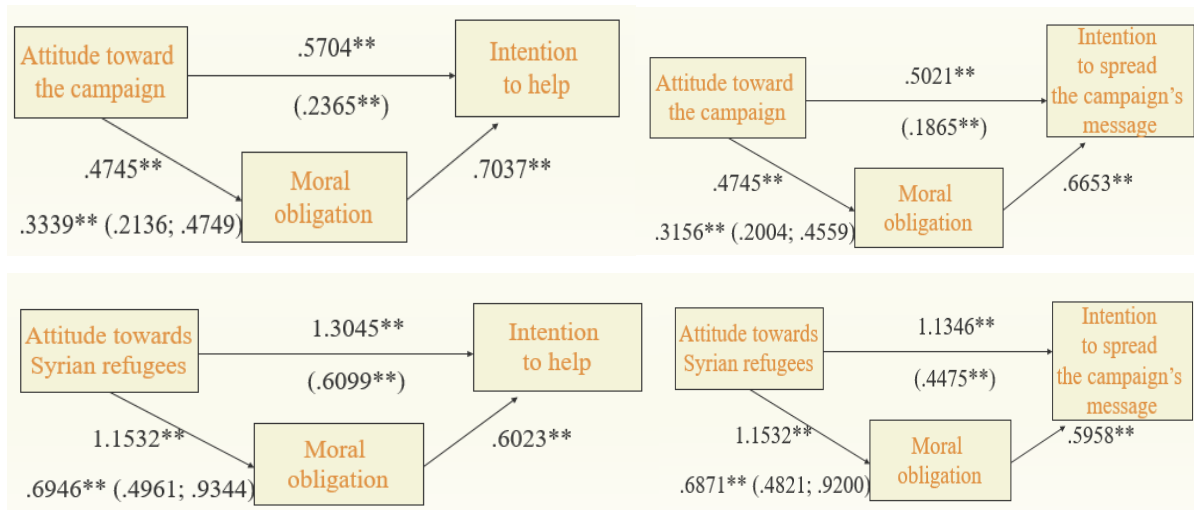 Attitude toward
the campaign
.5704**
(.2365**)
Intention
to help
.4745**
Moral
obligation
.7037**
.3339** (.2136; .4749)
Attitude toward
the campaign
.5021**
(.1865**)
Intention
to spread
the campaign's
message
.4745**
Moral
obligation
.6653**
.3156** (.2004; .4559)
Attitude towards
Syrian refugees
1.3045**
(.6099**)
Intention
to help
1.1532**
Moral
obligation
.6023**
.6946** (.4961; .9344)
Attitude towards
Syrian refugees
1.1346**
(.4475**)
Intention
to spread
the campaign's
message
1.1532**
Moral
obligation
.5958**
.6871** (.4821; .9200)